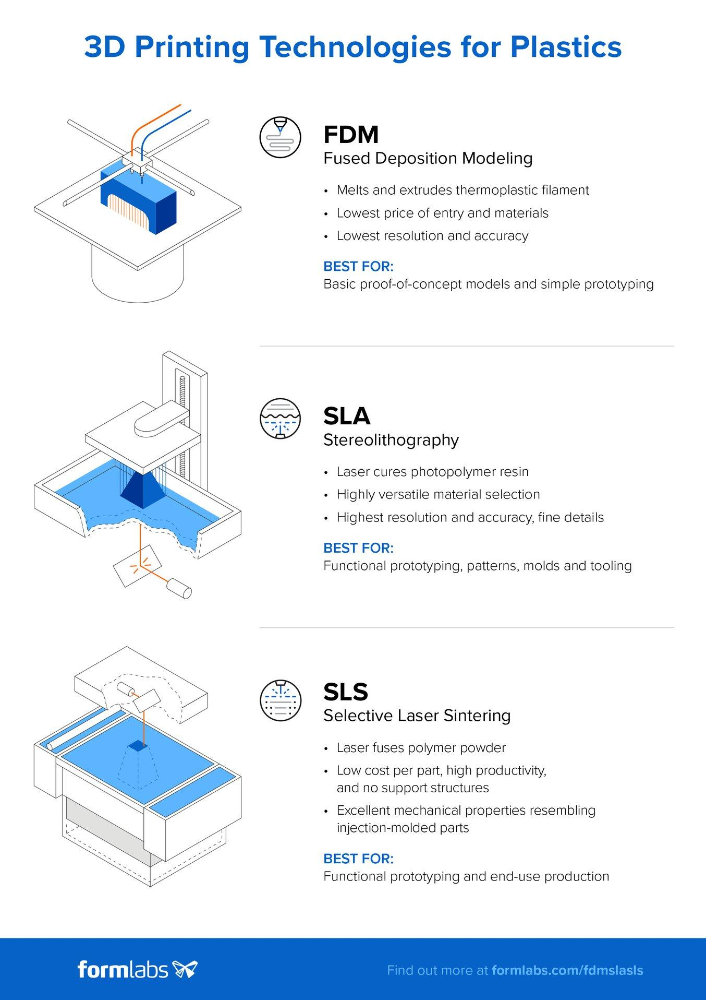 3D Printing Technologies for Plastics
FDM
Fused Deposition Modeling
• Melts and extrudes thermoplastic filament
• Lowest price of entry and materials
• Lowest resolution and accuracy
BEST FOR:
Basic proof-of-concept models and simple prototyping
SLA
Stereolithography
• Laser cures photopolymer resin
• Highly versatile material selection
• Highest resolution and accuracy, fine details
BEST FOR:
Functional prototyping, patterns, molds and tooling
SLS
Selective Laser Sintering
• Laser fuses polymer powder
• Low cost per part, high productivity,
and no support structures
• Excellent mechanical properties resembling
injection-molded parts
BEST FOR:
Functional prototyping and end-use production
formlabs
Find out more at formlabs.com/fdmslasls